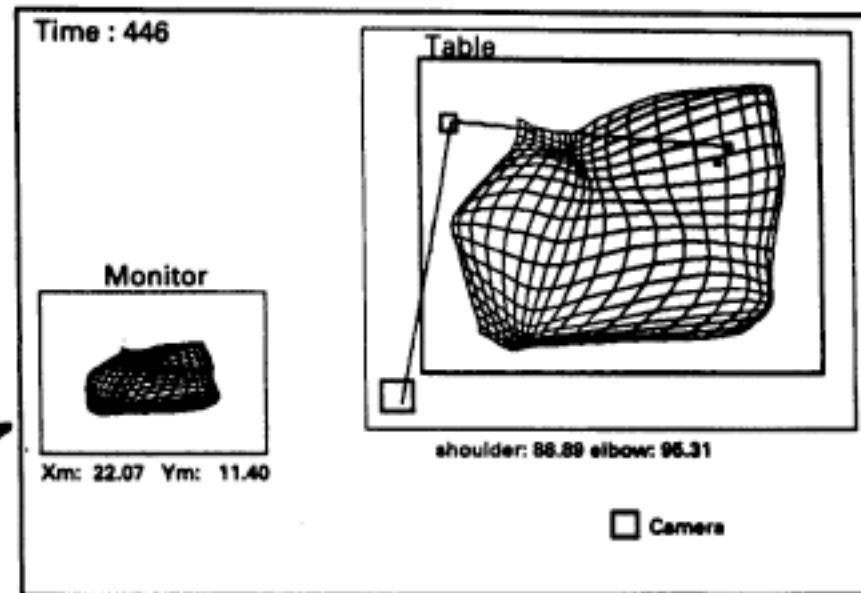 Time : 446
Table
Monitor
Xm: 22.07 Ym: 11.40
shoulder: 88.89 elbow: 95.31
Camera